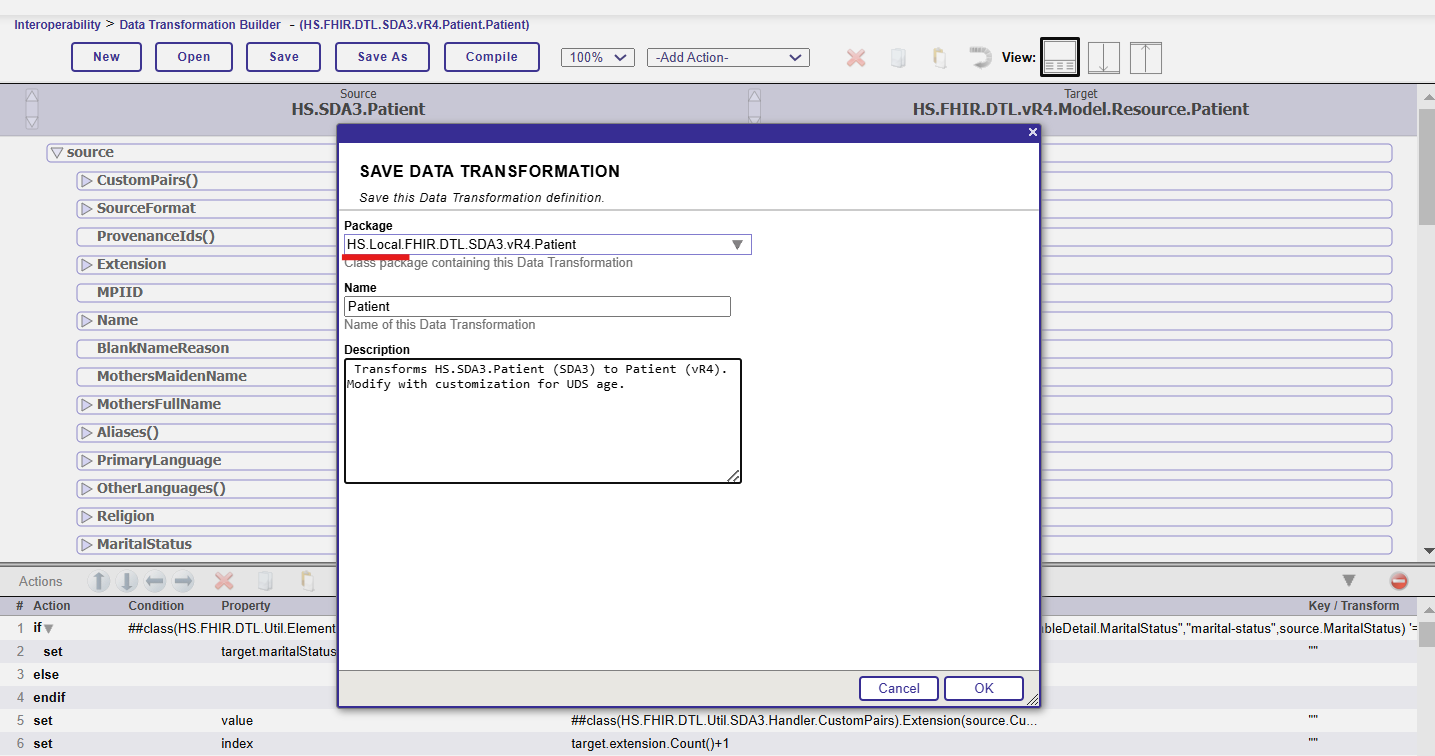 Interoperability > Data Transformation Builder - (HS.FHIR.DTL.SDA3.vR4.Patient.Patient)
New Open Save Save As Compile 100% -Add Action- View:
Source
HS.SDA3.Patient
Target
HS.FHIR.DTL.vR4.Model.Resource.Patient
source
CustomPairs()
SourceFormat
ProvenanceIds()
Extension
MPIID
Name
BlankNameReason
MothersMaidenName
MothersFullName
Aliases()
PrimaryLanguage
OtherLanguages()
Religion
MaritalStatus
SAVE DATA TRANSFORMATION
Save this Data Transformation definition.
Package
HS.Local.FHIR.DTL.SDA3.vR4.Patient
Class package containing this Data Transformation
Name
Patient
Name of this Data Transformation
Description
Transforms HS.SDA3.Patient (SDA3) to Patient (vR4).
Modify with customization for UDS age.
Cancel OK
Actions
# Action Condition Property Key / Transform
1 if ##class(HS.FHIR.DTL.Util.Element bleDetail.MaritalStatus","marital-status",source.MaritalStatus) '=
2 set target.maritalStatus ""
3 else
4 endif
5 set value ##class(HS.FHIR.DTL.Util.SDA3.Handler.CustomPairs).Extension(source.Cu... ""
6 set index target.extension.Count()+1 ""